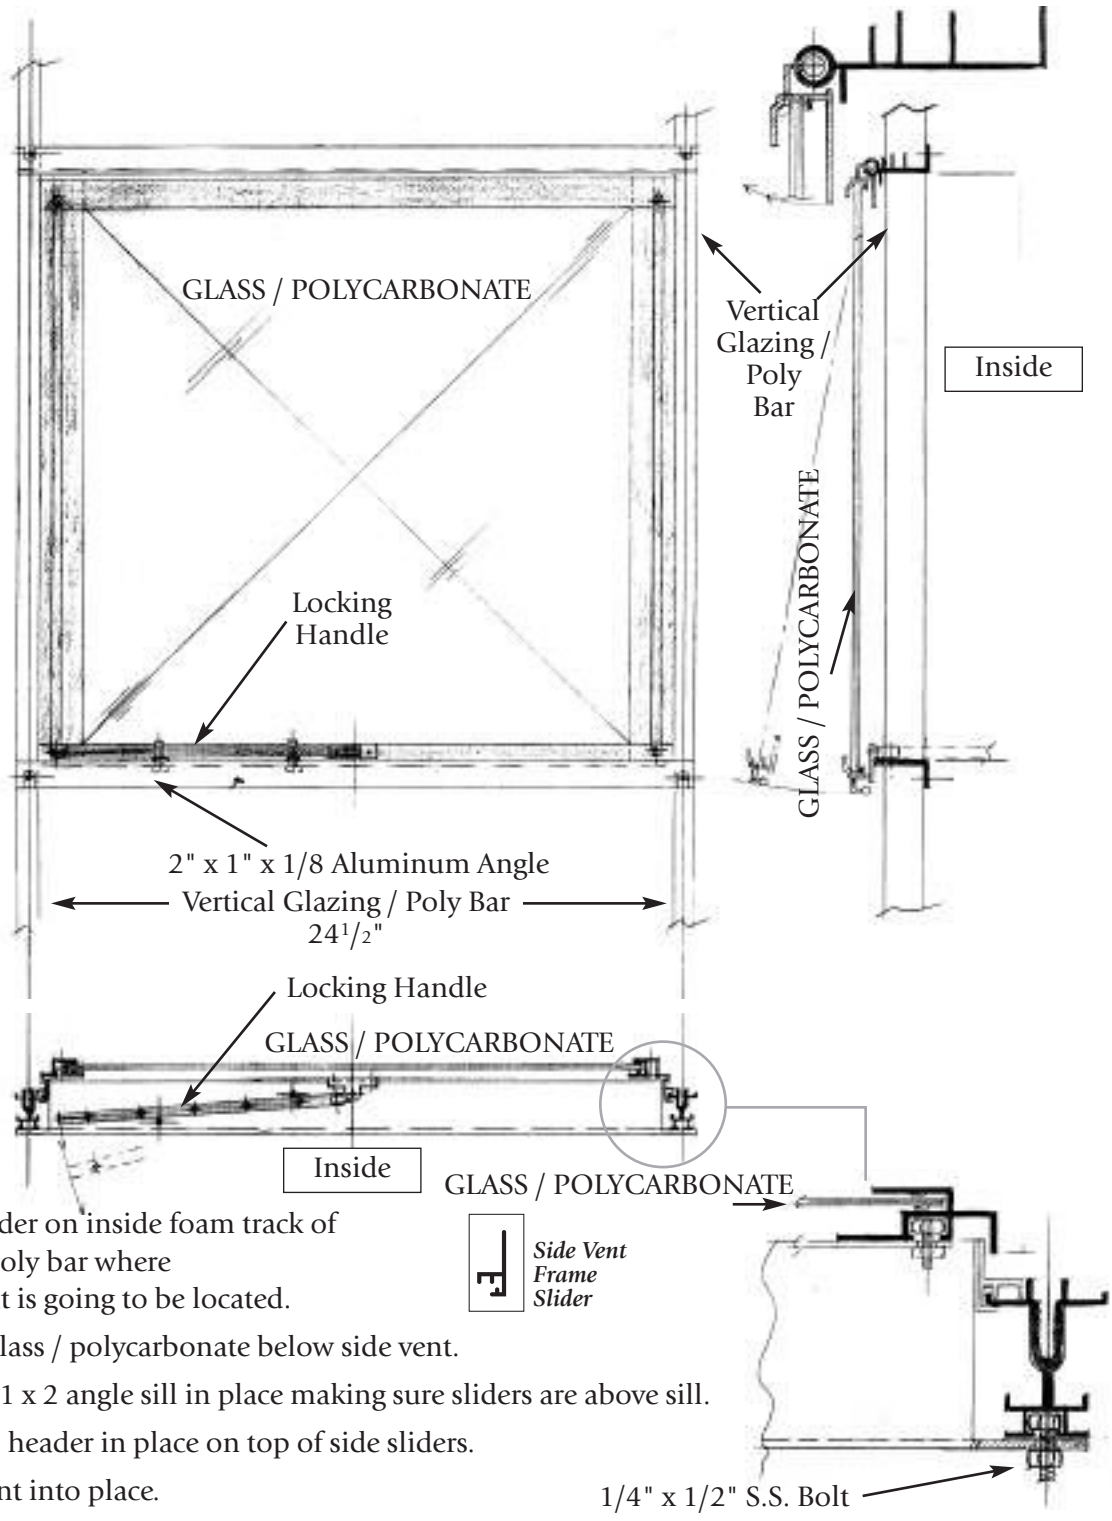 GLASS / POLYCARBONATE
Vertical
Glazing /
Poly
Bar
Inside
GLASS / POLYCARBONATE
Locking
Handle
2" x 1" x 1/8 Aluminum Angle
Vertical Glazing / Poly Bar
24 1/2"
Locking Handle
GLASS / POLYCARBONATE
Inside
GLASS / POLYCARBONATE
Side Vent
Frame
Slider
der on inside foam track of
oly bar where
t is going to be located.
lass / polycarbonate below side vent.
1 x 2 angle sill in place making sure sliders are above sill.
header in place on top of side sliders.
nt into place.
1/4" x 1/2" S.S. Bolt